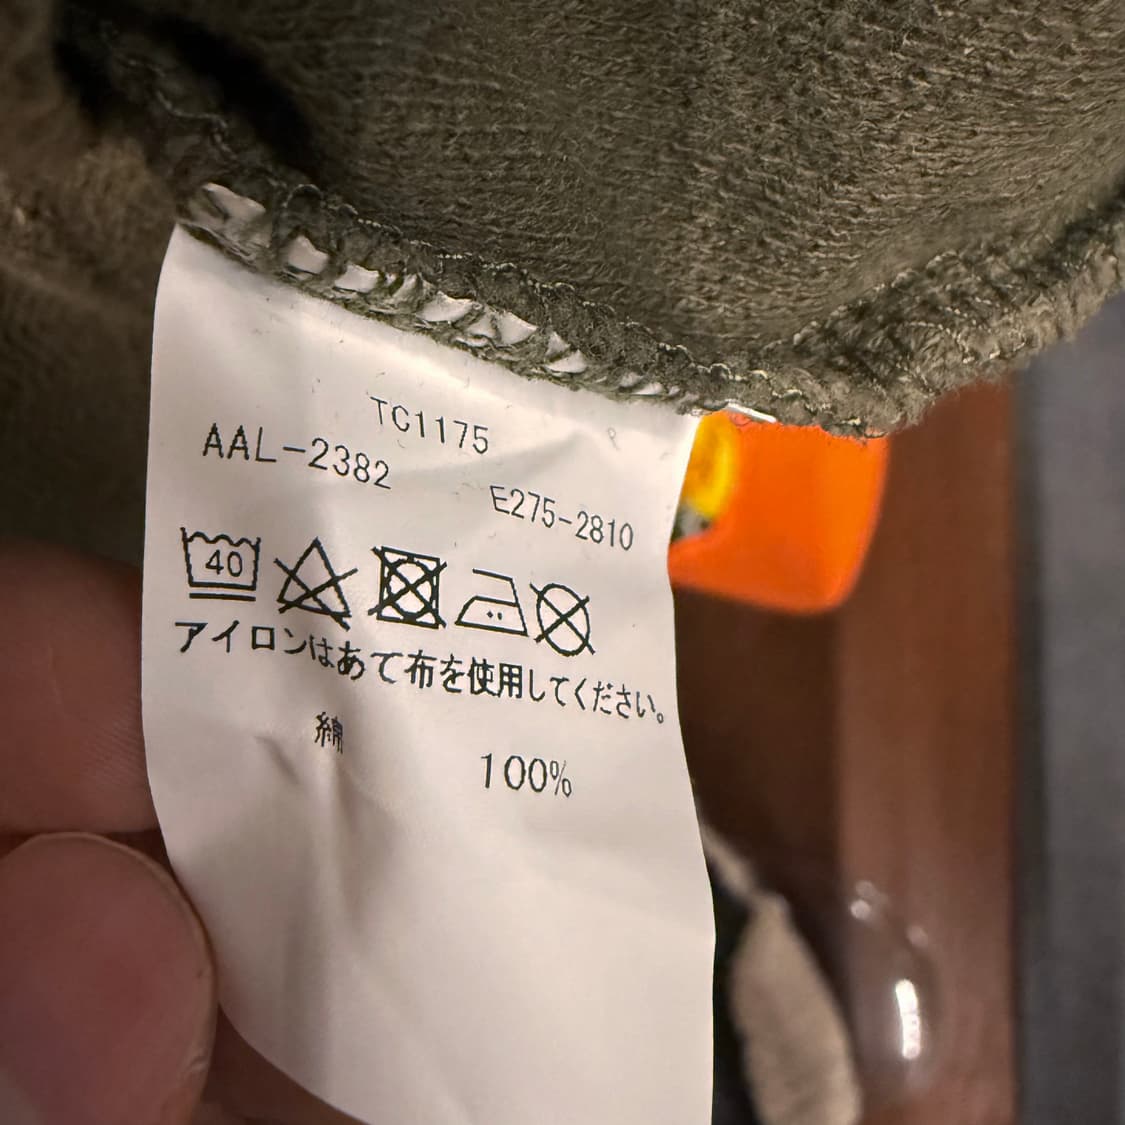 TC1175
AAL-2382 E275-2810
40
アイロンはあて布を使用してください。
綿 100%